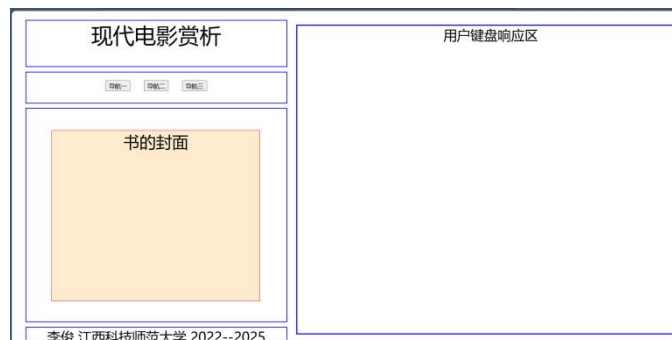 现代电影赏析
导航一 导航二 导航三
书的封面
李俊 江西科技师范大学 2022--2025
用户键盘响应区